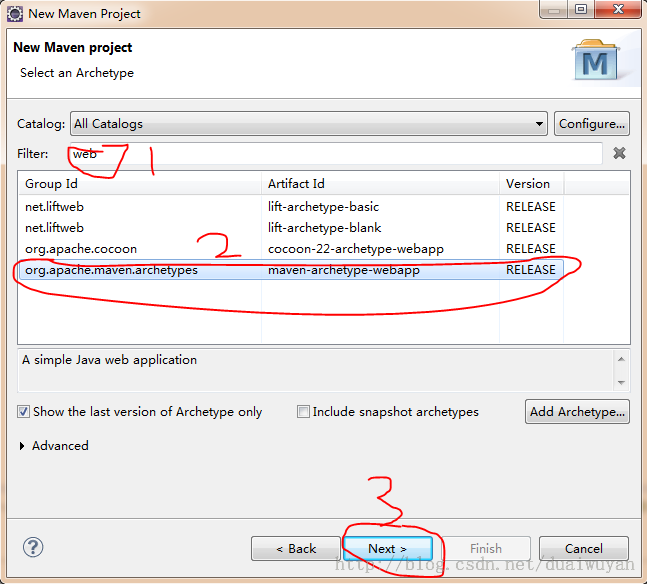 New Maven Project
New Maven project
Select an Archetype
M
Catalog: All Catalogs Configure...
Filter: web 1
Group Id Artifact Id Version
net.liftweb lift-archetype-basic RELEASE
net.liftweb lift-archetype-blank RELEASE
org.apache.cocoon cocoon-22-archetype-webapp RELEASE
2
org.apache.maven.archetypes maven-archetype-webapp RELEASE
A simple Java web application
Show the last version of Archetype only Include snapshot archetypes Add Archetype...
Advanced
3
? < Back Next > Finish Cancel
http://blog.csdn.net/duaiwuyah